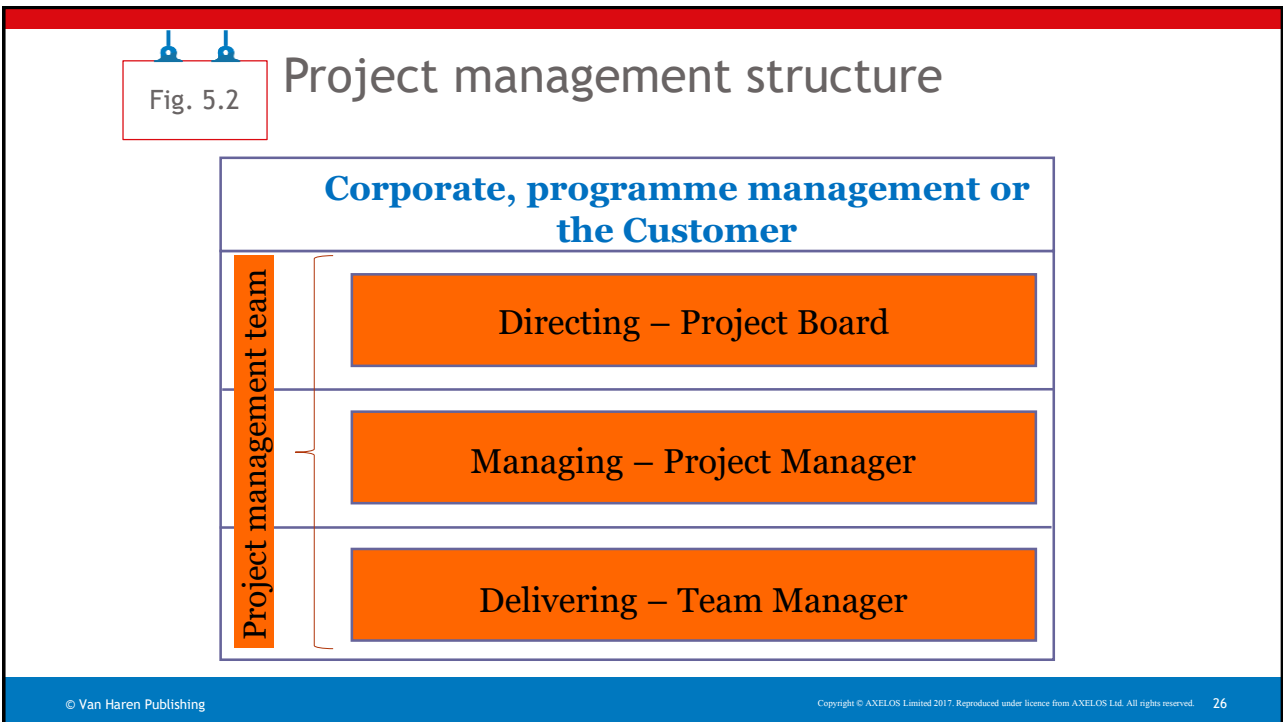 Fig. 5.2
Project management structure
Corporate, programme management or
the Customer
Project management team
Directing – Project Board
Managing – Project Manager
Delivering – Team Manager
© Van Haren Publishing
Copyright © AXELOS Limited 2017. Reproduced under licence from AXELOS Ltd. All rights reserved.
26